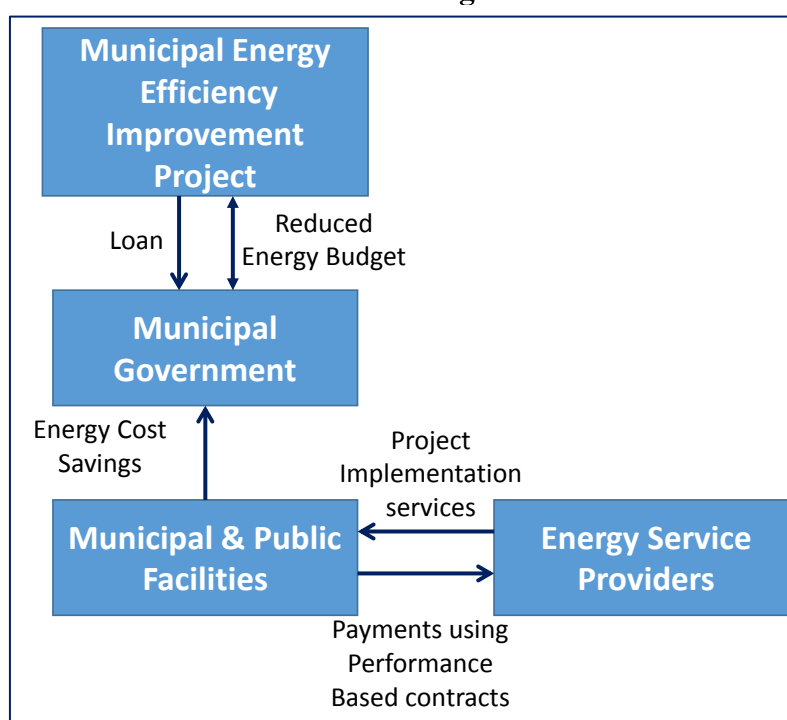 Municipal Energy
Efficiency
Improvement
Project
Loan
Reduced
Energy Budget
Municipal
Government
Energy Cost
Savings
Project
Implementation
services
Municipal & Public
Facilities
Energy Service
Providers
Payments using
Performance
Based contracts